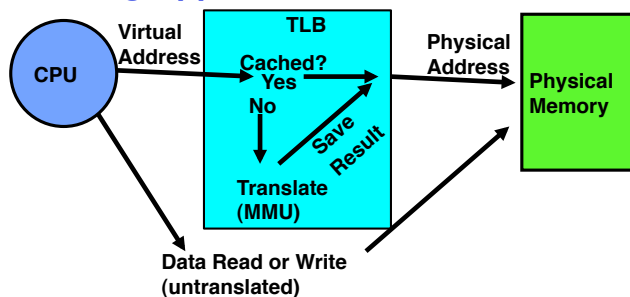 TLB
Virtual
Address
CPU
Cached?
Yes
No
Save
Result
Translate
(MMU)
Physical
Address
Physical
Memory
Data Read or Write
(untranslated)